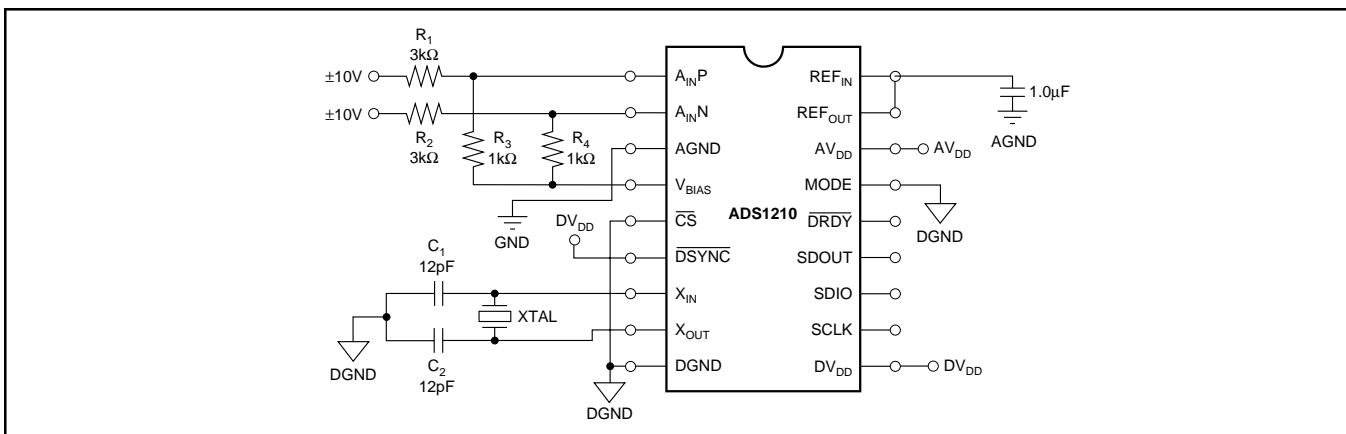 R1
3kΩ
±10V
±10V
R2
3kΩ
R3
1kΩ
R4
1kΩ
GND
DVDD
C1
12pF
XTAL
C2
12pF
DGND
DGND
AINP
AINN
AGND
VBIAS
CS
DSYNC
XIN
XOUT
DGND
ADS1210
REFIN
REFOUT
AVDD
MODE
DRDY
SDOUT
SDIO
SCLK
DVDD
1.0µF
AGND
AVDD
DGND
DVDD